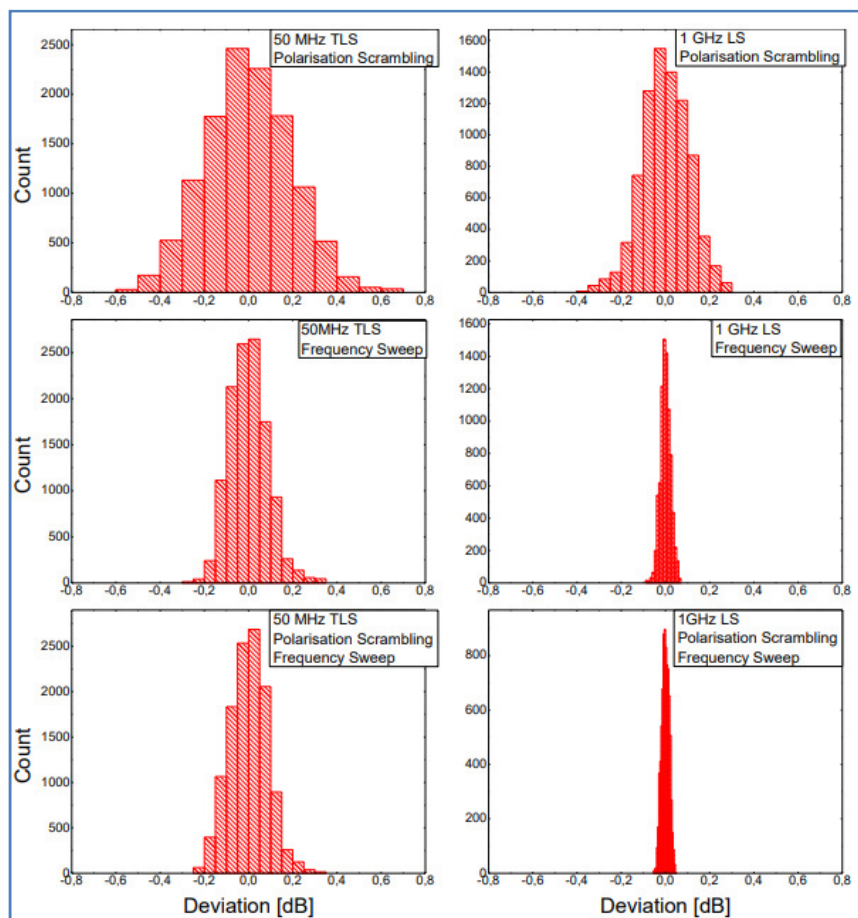 50 MHz TLS
Polarisation Scrambling
2500
2000
1500
1000
500
0
Count
-0,8 -0,6 -0,4 -0,2 0,0 0,2 0,4 0,6 0,8
1 GHz LS
Polarisation Scrambling
1600
1400
1200
1000
800
600
400
200
0
-0,8 -0,6 -0,4 -0,2 0,0 0,2 0,4 0,6 0,8
50MHz TLS
Frequency Sweep
2500
2000
1500
1000
500
0
Count
-0,8 -0,6 -0,4 -0,2 0,0 0,2 0,4 0,6 0,8
1 GHz LS
Frequency Sweep
1600
1400
1200
1000
800
600
400
200
0
-0,8 -0,6 -0,4 -0,2 0,0 0,2 0,4 0,6 0,8
50 MHz TLS
Polarisation Scrambling
Frequency Sweep
2500
2000
1500
1000
500
0
Count
-0,8 -0,6 -0,4 -0,2 0,0 0,2 0,4 0,6 0,8
Deviation [dB]
1GHz LS
Polarisation Scrambling
Frequency Sweep
800
600
400
200
0
-0,8 -0,6 -0,4 -0,2 0,0 0,2 0,4 0,6 0,8
Deviation [dB]